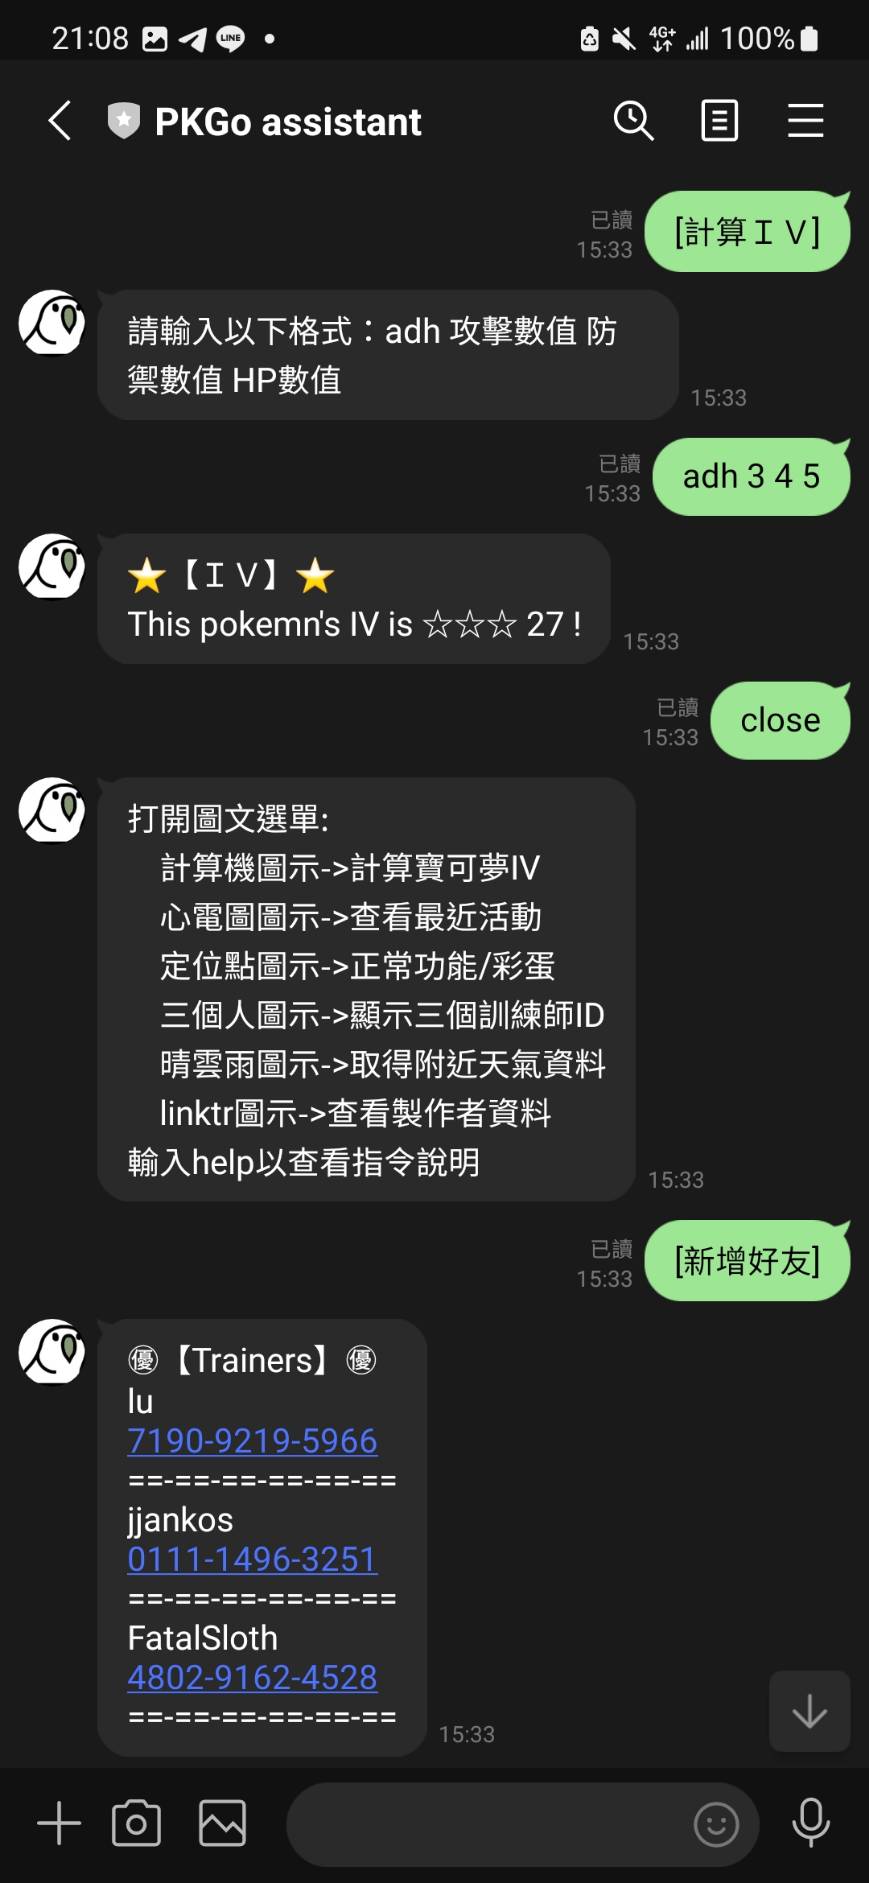 21:08
LINE
4G+
100%
PKGo assistant
已讀
15:33
[計算ＩＶ]
請輸入以下格式：adh 攻擊數值 防
禦數值 HP數值
15:33
已讀
15:33
adh 3 4 5
⭐【ＩＶ】⭐
This pokemn's IV is ☆☆☆ 27 !
15:33
已讀
15:33
close
打開圖文選單:
計算機圖示->計算寶可夢IV
心電圖圖示->查看最近活動
定位點圖示->正常功能/彩蛋
三個人圖示->顯示三個訓練師ID
晴雲雨圖示->取得附近天氣資料
linktr圖示->查看製作者資料
輸入help以查看指令說明
15:33
已讀
15:33
[新增好友]
㊝【Trainers】㊝
lu
7190-9219-5966
==-==-==-==-==-==
jjankos
0111-1496-3251
==-==-==-==-==-==
FatalSloth
4802-9162-4528
==-==-==-==-==-==
15:33